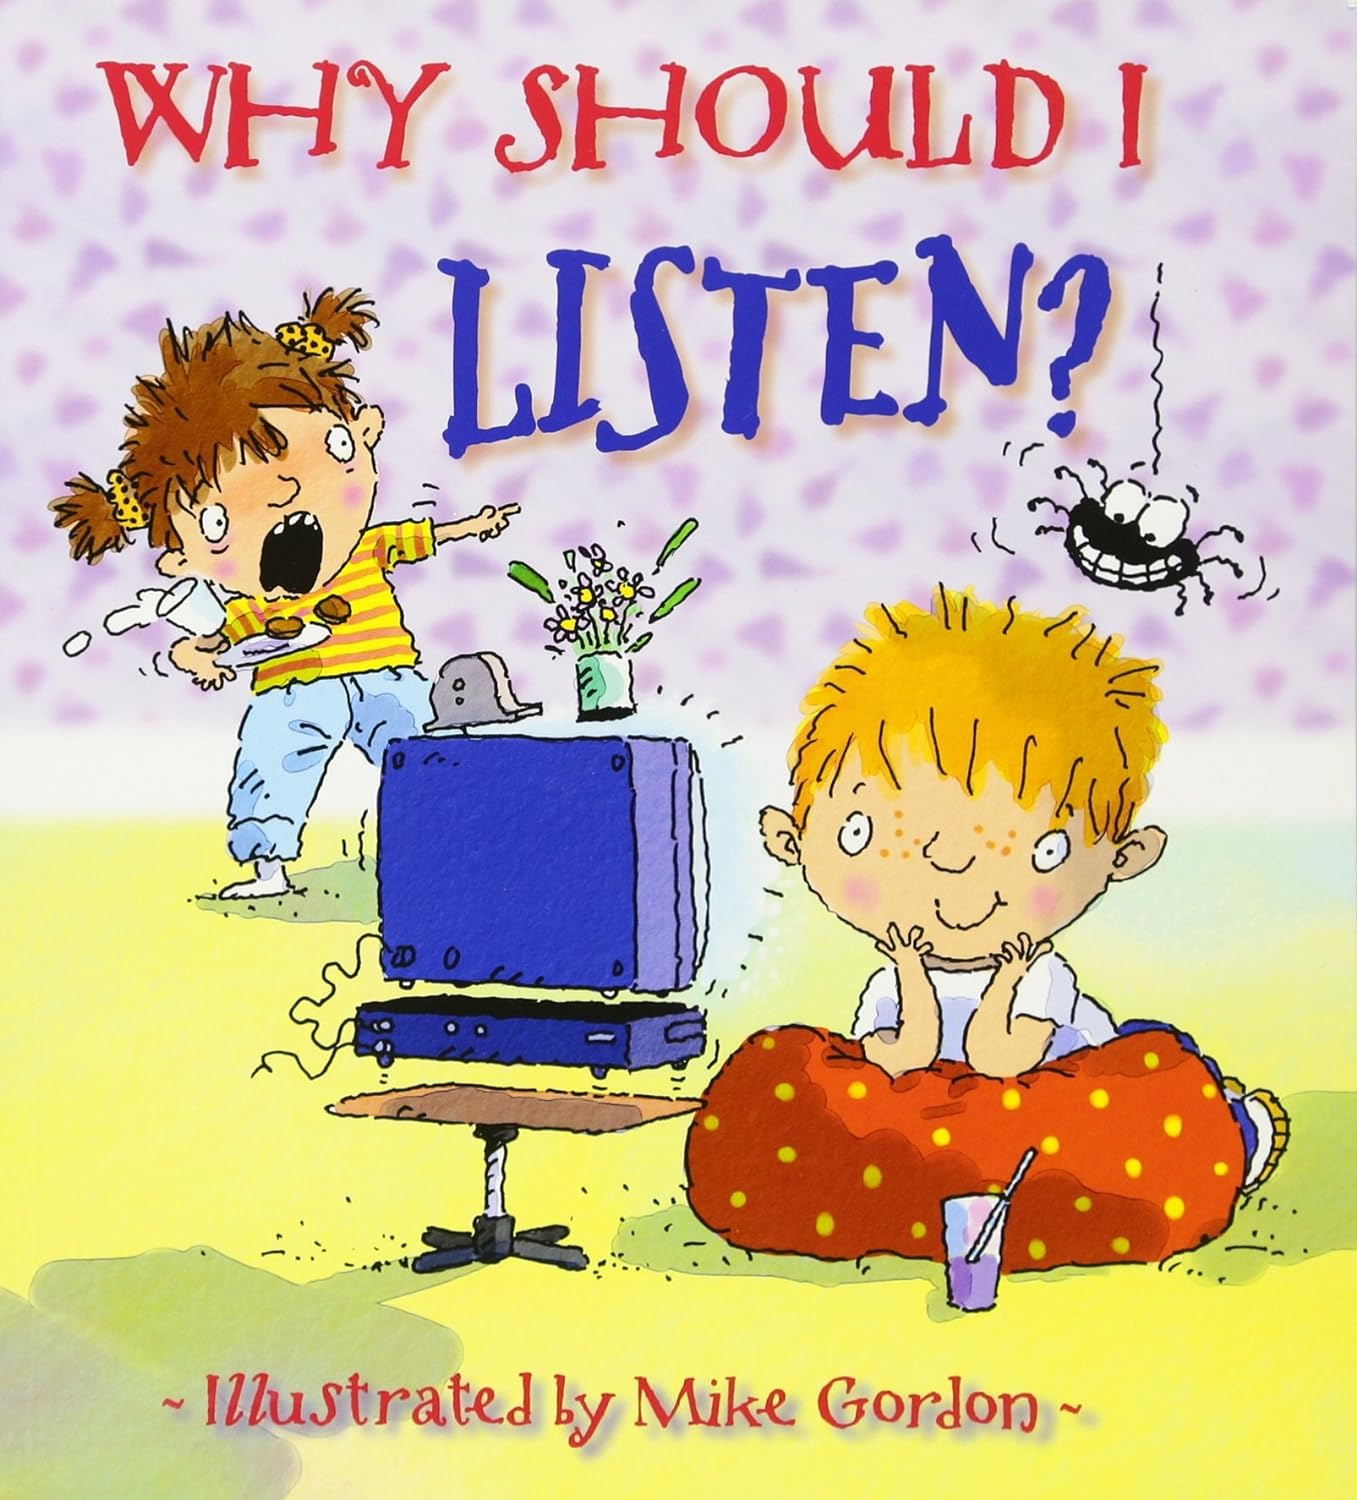 WHY SHOULD I
LISTEN?
~ Illustrated by Mike Gordon ~